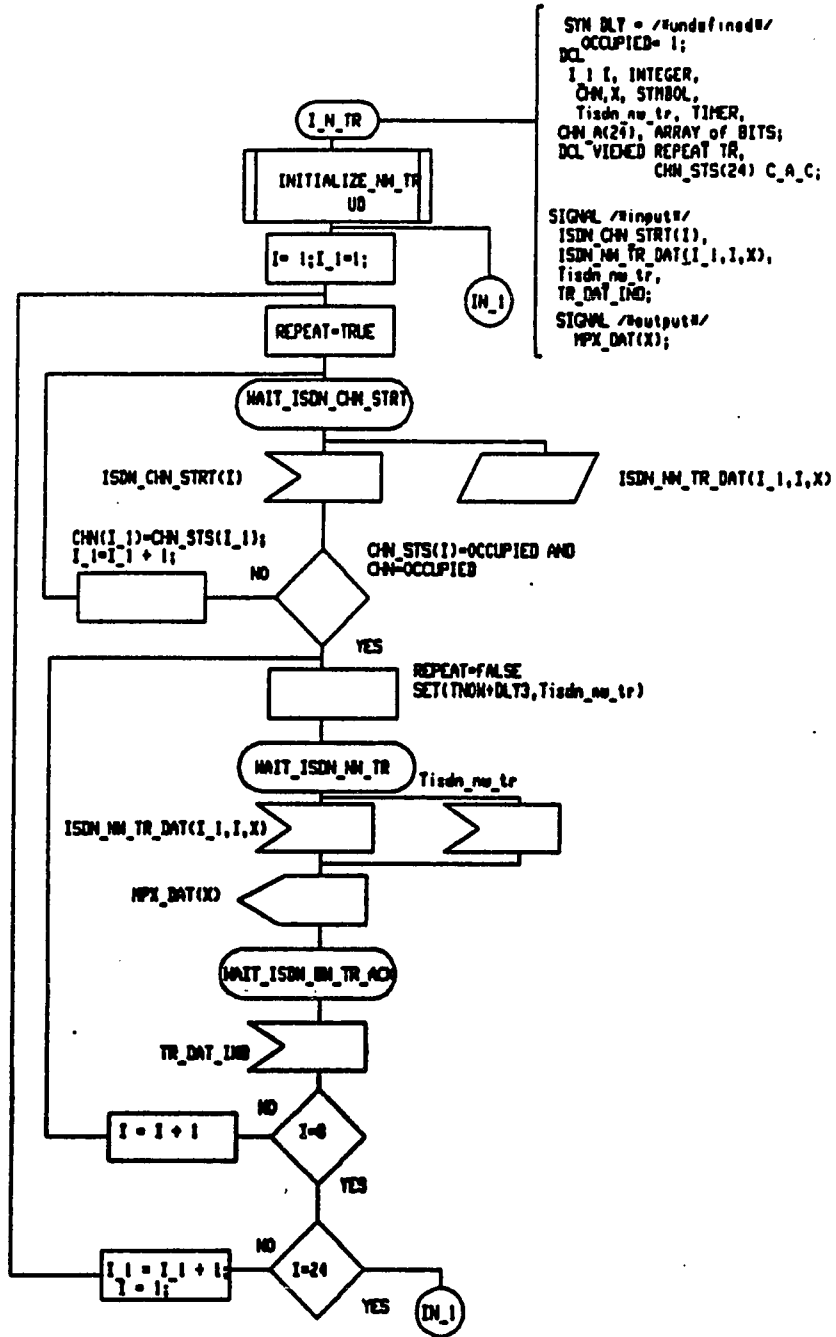 SYN DLT = /*undefined*/
OCCUPIED= 1;
DCL
I_1 I, INTEGER,
CHN,X, SYMBOL,
Tisdn_nw_tr, TIMER,
CHN_A(24), ARRAY of BITS;
DCL VIEWED REPEAT TR,
CHN_STS(24) C_A_C;
SIGNAL /*input*/
ISDN_CHN_STRT(I),
ISDN_NW_TR_DAT(I_1,I,X),
Tisdn_nw_tr,
TR_DAT_IND;
SIGNAL /*output*/
MPX_DAT(X);
I_N_TR
INITIALIZE_NW_TR
I= 1;I_1=1;
IN_1
REPEAT=TRUE
WAIT_ISDN_CHN_STRT
ISDN_CHN_STRT(I)
ISDN_NW_TR_DAT(I_1,I,X)
CHN(I_1)=CHN_STS(I_1);
I_1=I_1 + 1;
NO
CHN_STS(I)=OCCUPIED AND
CHN=OCCUPIED
YES
REPEAT=FALSE
SET(TNOW+DLT3,Tisdn_nw_tr)
WAIT_ISDN_NW_TR
Tisdn_nw_tr
ISDN_NW_TR_DAT(I_1,I,X)
MPX_DAT(X)
WAIT_ISDN_NW_TR_ACK
TR_DAT_IND
NO
I = I + 1
YES
NO
I_1 = I_1 + 1;
I = 1;
I=24
YES
IN_1